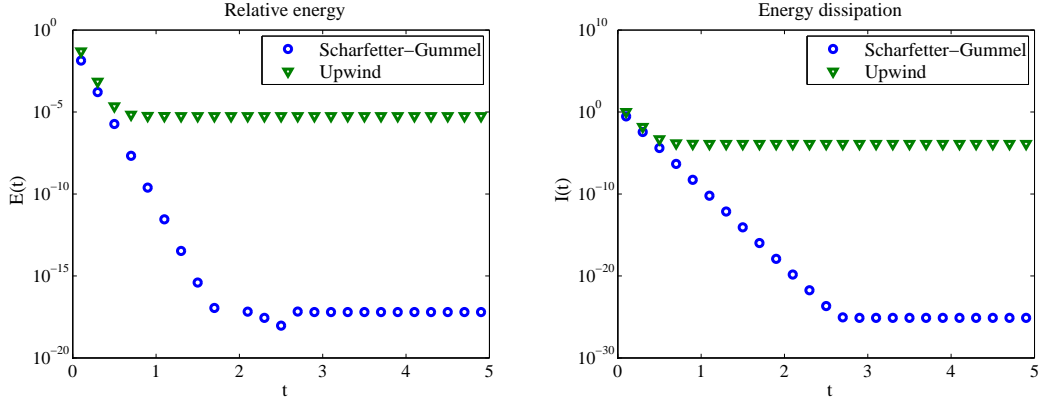 Relative energy
10^0
10^-5
10^-10
10^-15
10^-20
E(t)
0 1 2 3 4 5
t
Scharfetter−Gummel
Upwind
Energy dissipation
10^10
10^0
10^-10
10^-20
10^-30
I(t)
0 1 2 3 4 5
t
Scharfetter−Gummel
Upwind